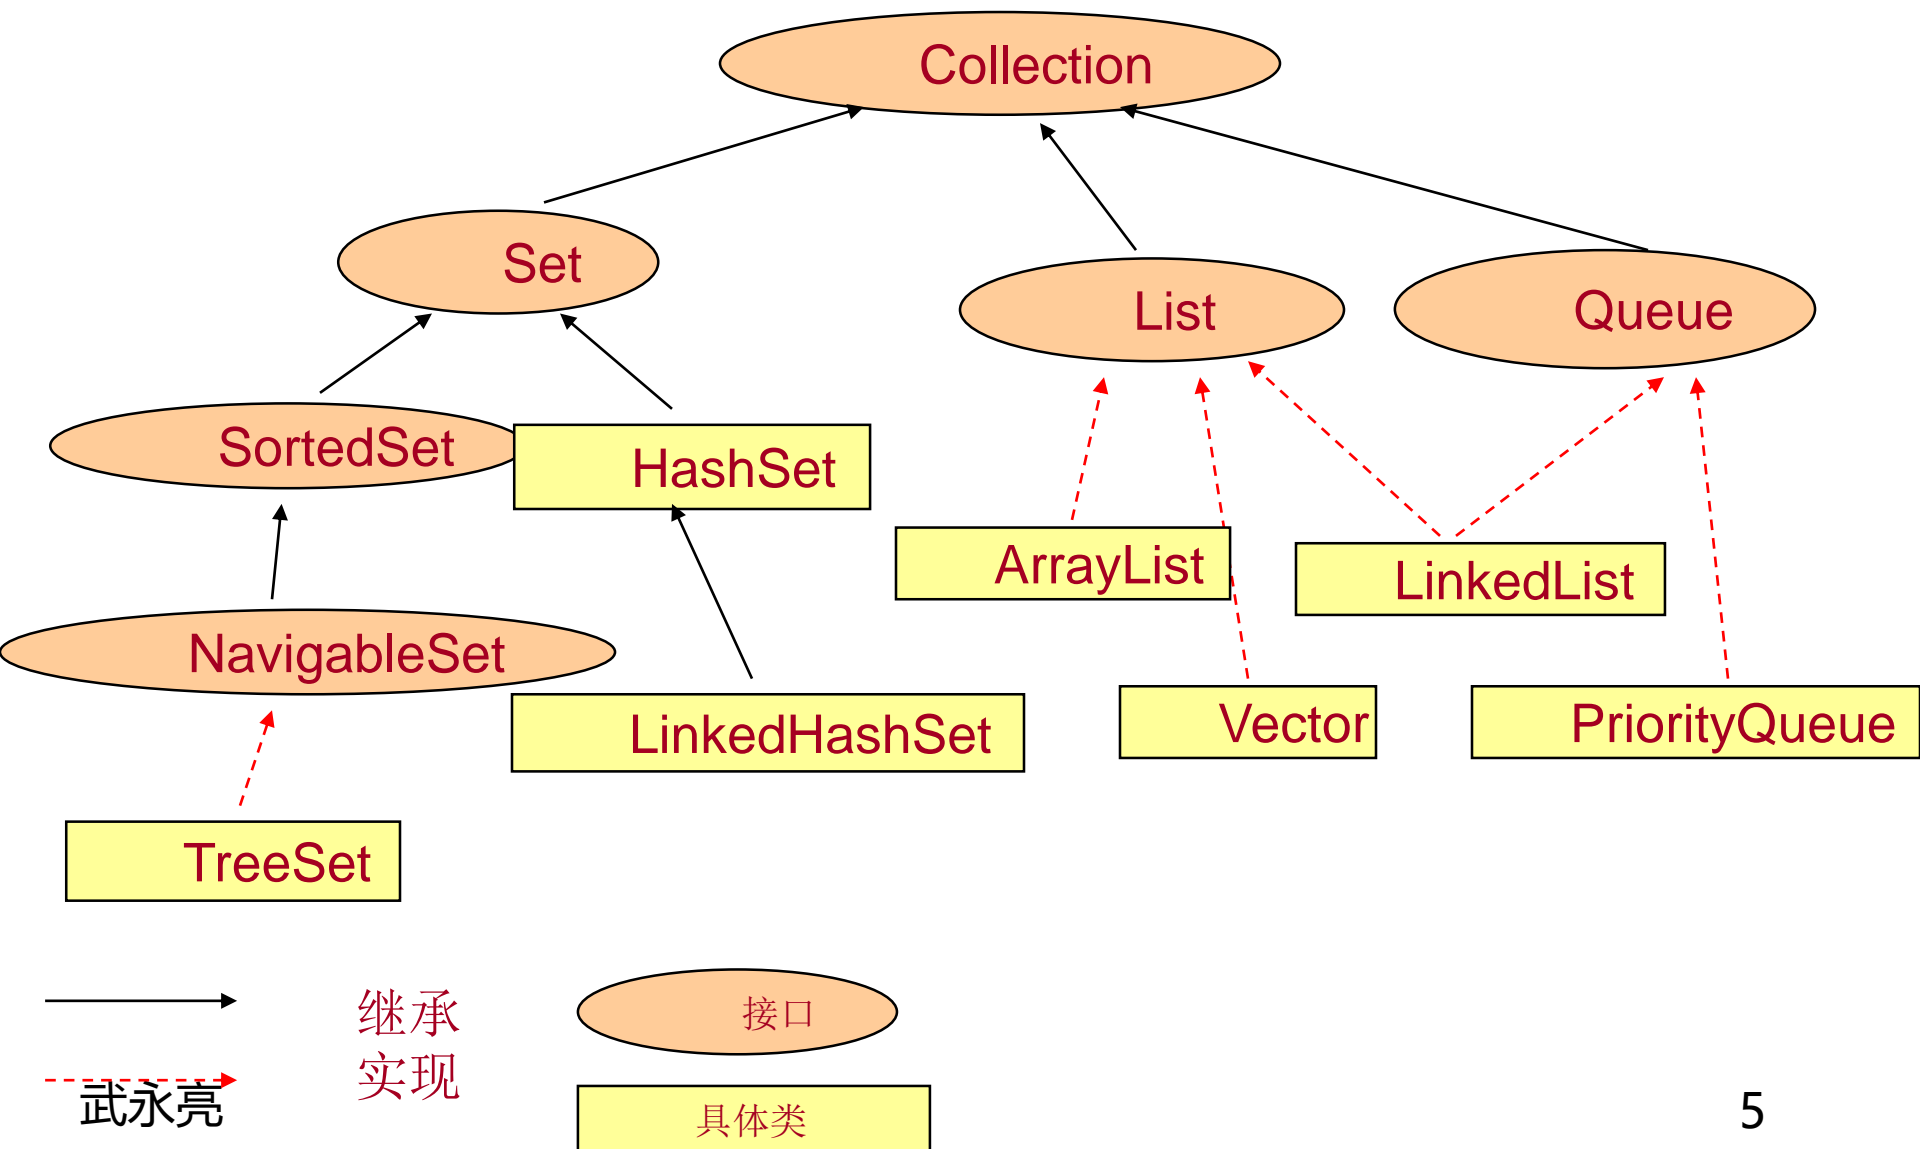 Collection
Set
List
Queue
SortedSet
HashSet
ArrayList
LinkedList
NavigableSet
LinkedHashSet
Vector
PriorityQueue
TreeSet
继承
接口
实现
武永亮
具体类
5